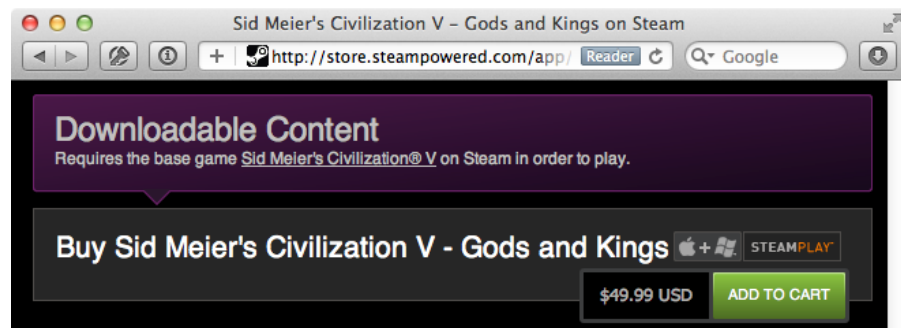 Sid Meier's Civilization V – Gods and Kings on Steam
http://store.steampowered.com/app/ Reader Google
Downloadable Content
Requires the base game Sid Meier's Civilization® V on Steam in order to play.
Buy Sid Meier's Civilization V - Gods and Kings + STEAMPLAY
$49.99 USD ADD TO CART